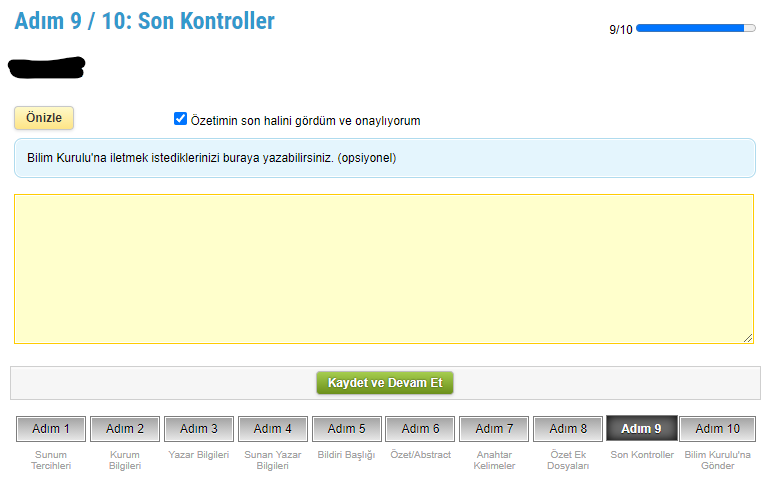 Adım 9 / 10: Son Kontroller
9/10
Önizle
Özetimin son halini gördüm ve onaylıyorum
Bilim Kurulu'na iletmek istediklerinizi buraya yazabilirsiniz. (opsiyonel)
Kaydet ve Devam Et
Adım 1 Adım 2 Adım 3 Adım 4 Adım 5 Adım 6 Adım 7 Adım 8 Adım 9 Adım 10
Sunum Kurum Yazar Bilgileri Sunan Yazar Bildiri Başlığı Özet/Abstract Anahtar Özet Ek Son Kontroller Bilim Kurulu'na
Tercihleri Bilgileri Bilgileri Kelimeler Dosyaları Gönder